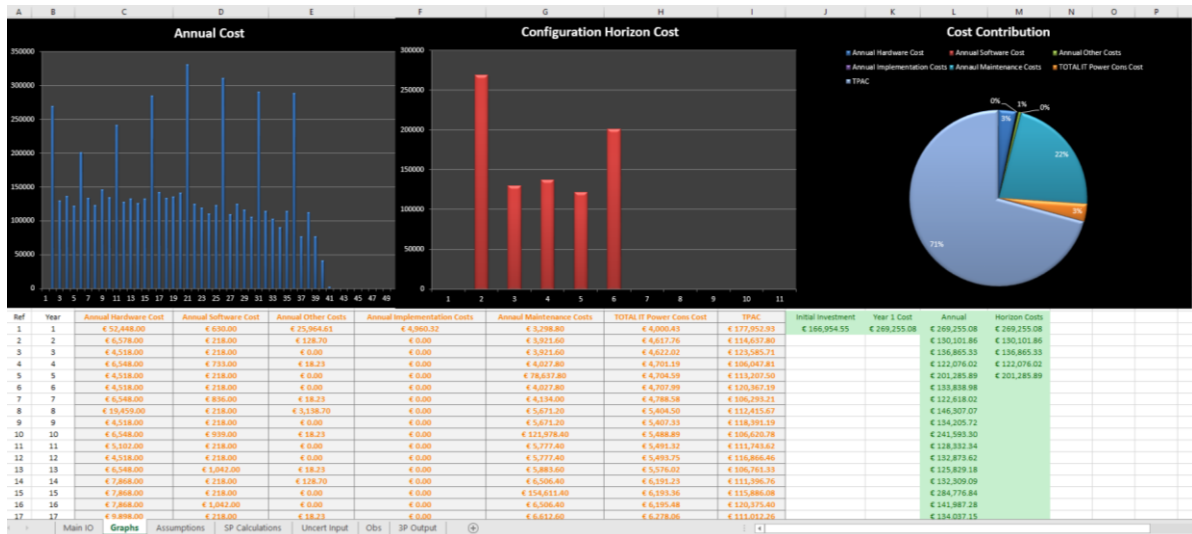 A B C D E F G H I J K L M N O P
Annual Cost
350000
300000
250000
200000
150000
100000
50000
0
1 3 5 7 9 11 13 15 17 19 21 23 25 27 29 31 33 35 37 39 41 43 45 47 49
Configuration Horizon Cost
300000
250000
200000
150000
100000
50000
0
1 2 3 4 5 6 7 8 9 10 11
Cost Contribution
Annual Hardware Cost Annual Software Cost Annual Other Costs
Annual Implementation Costs Annaul Maintenance Costs TOTAL IT Power Cons Cost
TPAC
0% 1% 0%
3%
22%
3%
71%
Ref Year Annual Hardware Cost Annual Software Cost Annual Other Costs Annual Implementation Costs Annaul Maintenance Costs TOTAL IT Power Cons Cost TPAC Initial Investment Year 1 Cost Annual Horizon Costs
1 1 € 52,448.00 € 630.00 € 25,964.61 € 4,960.32 € 3,298.80 € 4,000.43 € 177,952.93 € 166,954.55 € 269,255.08 € 269,255.08 € 269,255.08
2 2 € 6,578.00 € 218.00 € 128.70 € 0.00 € 3,921.60 € 4,617.76 € 114,637.80 € 130,101.86 € 130,101.86
3 3 € 4,518.00 € 218.00 € 0.00 € 0.00 € 3,921.60 € 4,622.02 € 123,585.71 € 136,865.33 € 136,865.33
4 4 € 6,548.00 € 733.00 € 18.23 € 0.00 € 4,027.80 € 4,701.19 € 106,047.81 € 122,076.02 € 122,076.02
5 5 € 4,518.00 € 218.00 € 0.00 € 0.00 € 78,637.80 € 4,704.59 € 113,207.50 € 201,285.89 € 201,285.89
6 6 € 4,518.00 € 218.00 € 0.00 € 0.00 € 4,027.80 € 4,707.99 € 120,367.19 € 133,838.98
7 7 € 6,548.00 € 836.00 € 18.23 € 0.00 € 4,134.00 € 4,788.58 € 106,293.21 € 122,618.02
8 8 € 19,459.00 € 218.00 € 3,138.70 € 0.00 € 5,671.20 € 5,404.50 € 112,415.67 € 146,307.07
9 9 € 4,518.00 € 218.00 € 0.00 € 0.00 € 5,671.20 € 5,407.33 € 118,391.19 € 134,205.72
10 10 € 6,548.00 € 939.00 € 18.23 € 0.00 € 121,978.40 € 5,488.89 € 106,620.78 € 241,593.30
11 11 € 5,102.00 € 218.00 € 0.00 € 0.00 € 5,777.40 € 5,491.32 € 111,743.62 € 128,332.34
12 12 € 4,518.00 € 218.00 € 0.00 € 0.00 € 5,777.40 € 5,493.75 € 116,866.46 € 132,873.62
13 13 € 6,548.00 € 1,042.00 € 18.23 € 0.00 € 5,883.60 € 5,576.02 € 106,761.33 € 125,829.18
14 14 € 7,868.00 € 218.00 € 128.70 € 0.00 € 6,506.40 € 6,191.23 € 111,396.76 € 132,309.09
15 15 € 7,868.00 € 218.00 € 0.00 € 0.00 € 154,611.40 € 6,193.36 € 115,886.08 € 284,776.84
16 16 € 7,868.00 € 1,042.00 € 0.00 € 0.00 € 6,506.40 € 6,195.48 € 120,375.40 € 141,987.28
17 17 € 9,898.00 € 218.00 € 18.23 € 0.00 € 6,612.60 € 6,278.06 € 111,012.26 € 134,037.15
Main IO Graphs Assumptions SP Calculations Uncert Input Obs 3P Output